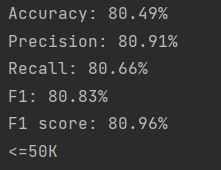 Accuracy: 80.49%
Precision: 80.91%
Recall: 80.66%
F1: 80.83%
F1 score: 80.96%
<=50K